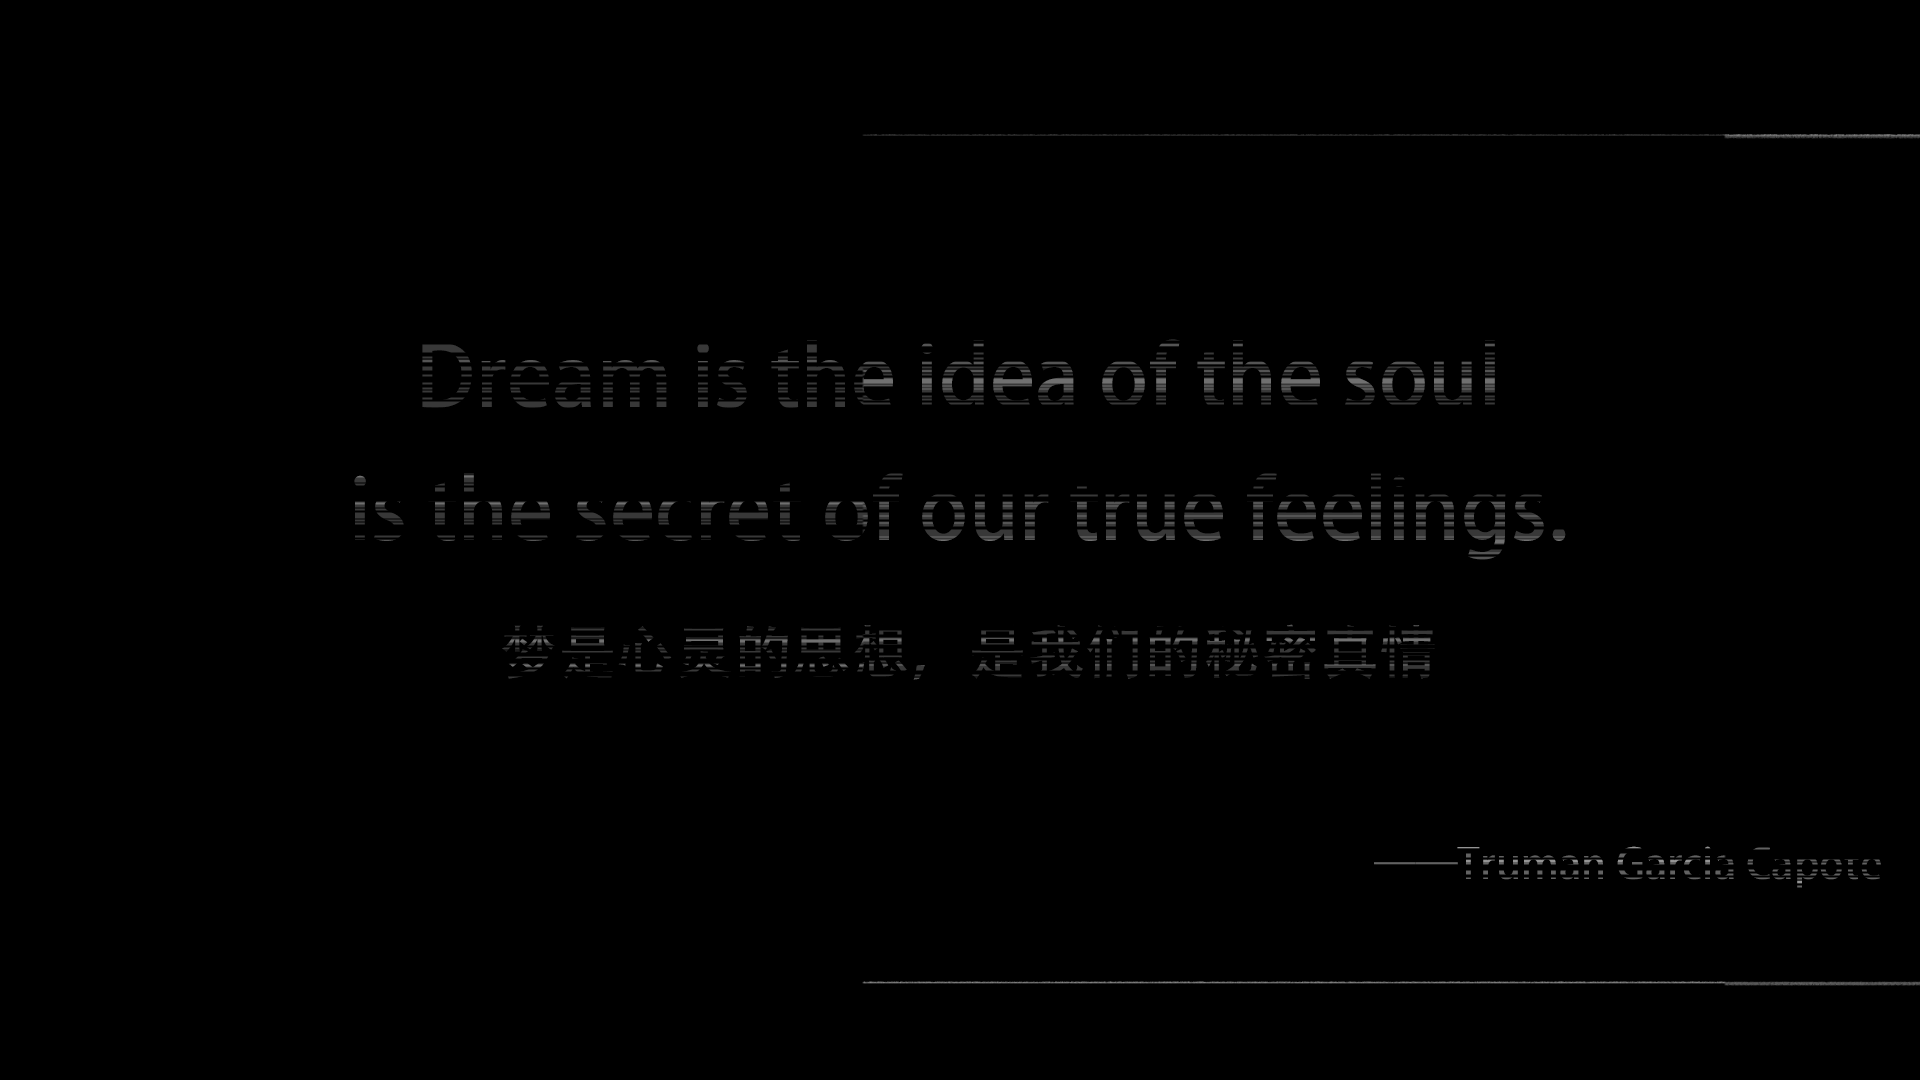 Dream is the idea of the soul
is the secret of our true feelings.
梦是心灵的思想，是我们的秘密真情
——Truman Garcia Capote